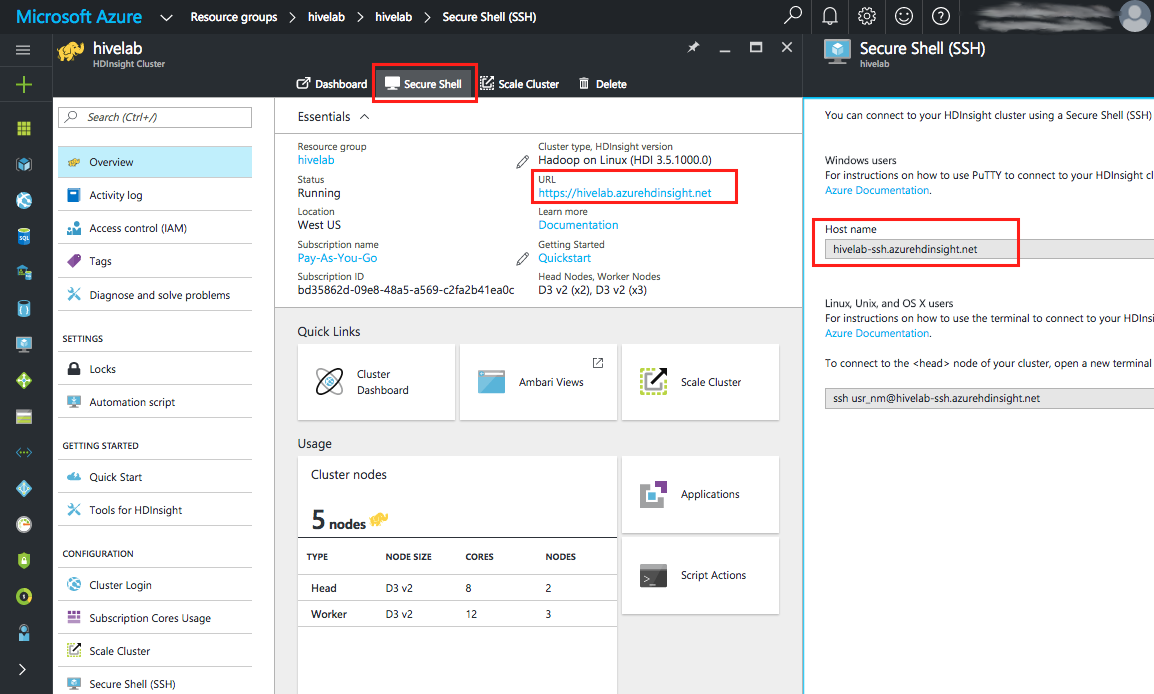 Microsoft Azure
Resource groups > hivelab > hivelab > Secure Shell (SSH)
hivelab
HDInsight Cluster
Dashboard
Secure Shell
Scale Cluster
Delete
Search (Ctrl+/)
Overview
Activity log
Access control (IAM)
Tags
Diagnose and solve problems
SETTINGS
Locks
Automation script
GETTING STARTED
Quick Start
Tools for HDInsight
CONFIGURATION
Cluster Login
Subscription Cores Usage
Scale Cluster
Secure Shell (SSH)
Essentials
Resource group
hivelab
Status
Running
Location
West US
Subscription name
Pay-As-You-Go
Subscription ID
bd35862d-09e8-48a5-a569-c2fa2b41ea0c
Cluster type, HDInsight version
Hadoop on Linux (HDI 3.5.1000.0)
URL
https://hivelab.azurehdinsight.net
Learn more
Documentation
Getting Started
Quickstart
Head Nodes, Worker Nodes
D3 v2 (x2), D3 v2 (x3)
Quick Links
Cluster
Dashboard
Ambari Views
Scale Cluster
Usage
Cluster nodes
5 nodes
TYPE NODE SIZE CORES NODES
Head D3 v2 8 2
Worker D3 v2 12 3
Applications
Script Actions
Secure Shell (SSH)
hivelab
You can connect to your HDInsight cluster using a Secure Shell (SSH)
Windows users
For instructions on how to use PuTTY to connect to your HDInsight cl
Azure Documentation.
Host name
hivelab-ssh.azurehdinsight.net
Linux, Unix, and OS X users
For instructions on how to use the terminal to connect to your HDInsi
Azure Documentation.
To connect to the <head> node of your cluster, open a new terminal
ssh usr_nm@hivelab-ssh.azurehdinsight.net